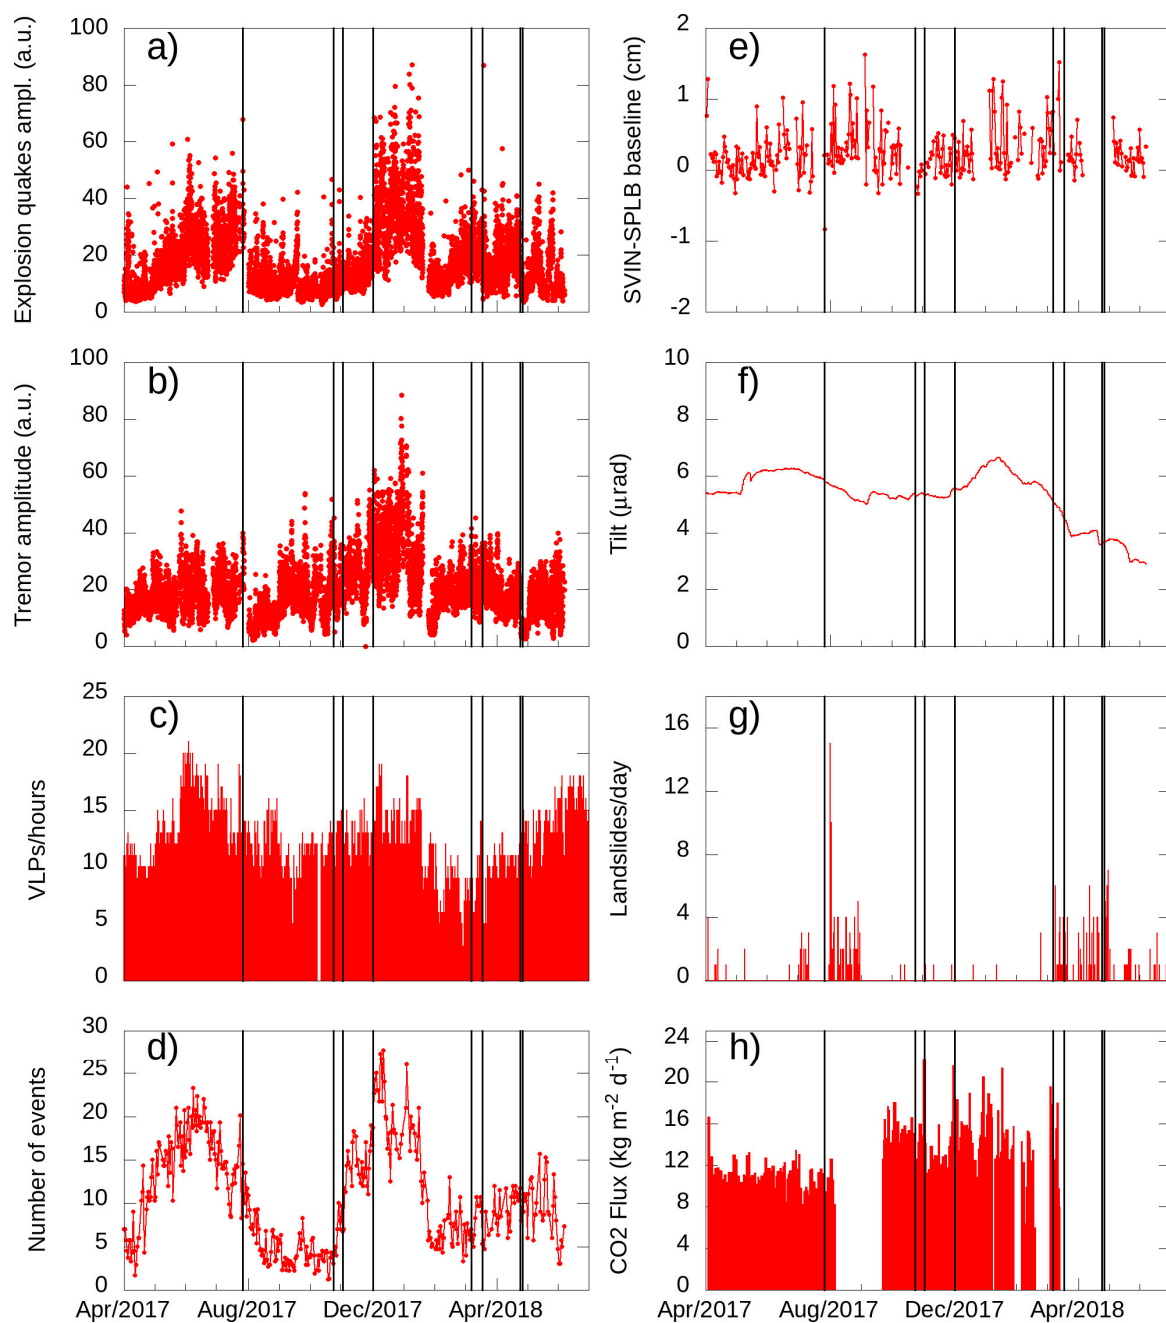 Explosion quakes ampl. (a.u.)
100
80
60
40
20
0
a)
SVIN-SPLB baseline (cm)
2
1
0
-1
-2
e)
Tremor amplitude (a.u.)
100
80
60
40
20
0
b)
Tilt (μrad)
10
8
6
4
2
0
f)
VLPs/hours
25
20
15
10
5
0
c)
Landslides/day
16
12
8
4
0
g)
Number of events
30
25
20
15
10
5
0
d)
Apr/2017 Aug/2017 Dec/2017 Apr/2018
CO2 Flux (kg m-2 d-1)
24
20
16
12
8
4
0
h)
Apr/2017 Aug/2017 Dec/2017 Apr/2018